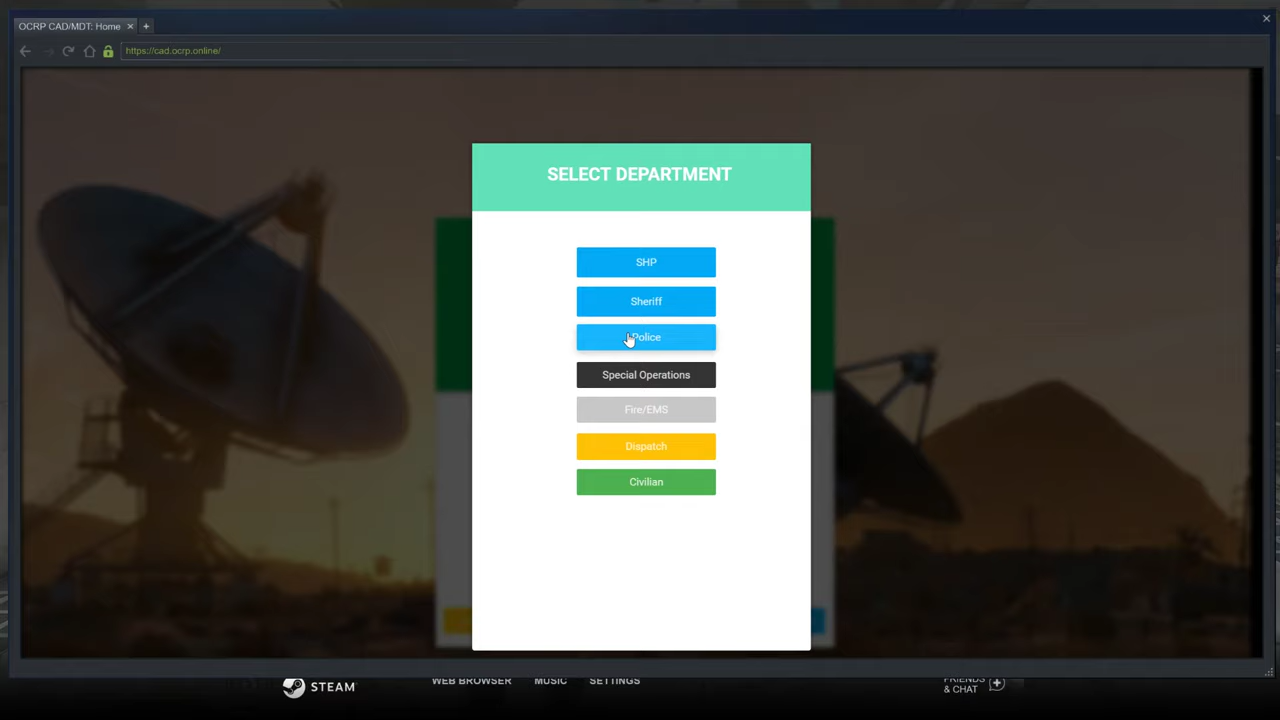 OCRP CAD/MDT: Home
https://cad.ocrp.online/
SELECT DEPARTMENT
SHP
Sheriff
Police
Special Operations
Fire/EMS
Dispatch
Civilian
STEAM
WEB BROWSER
MUSIC
SETTINGS
FRIENDS
& CHAT